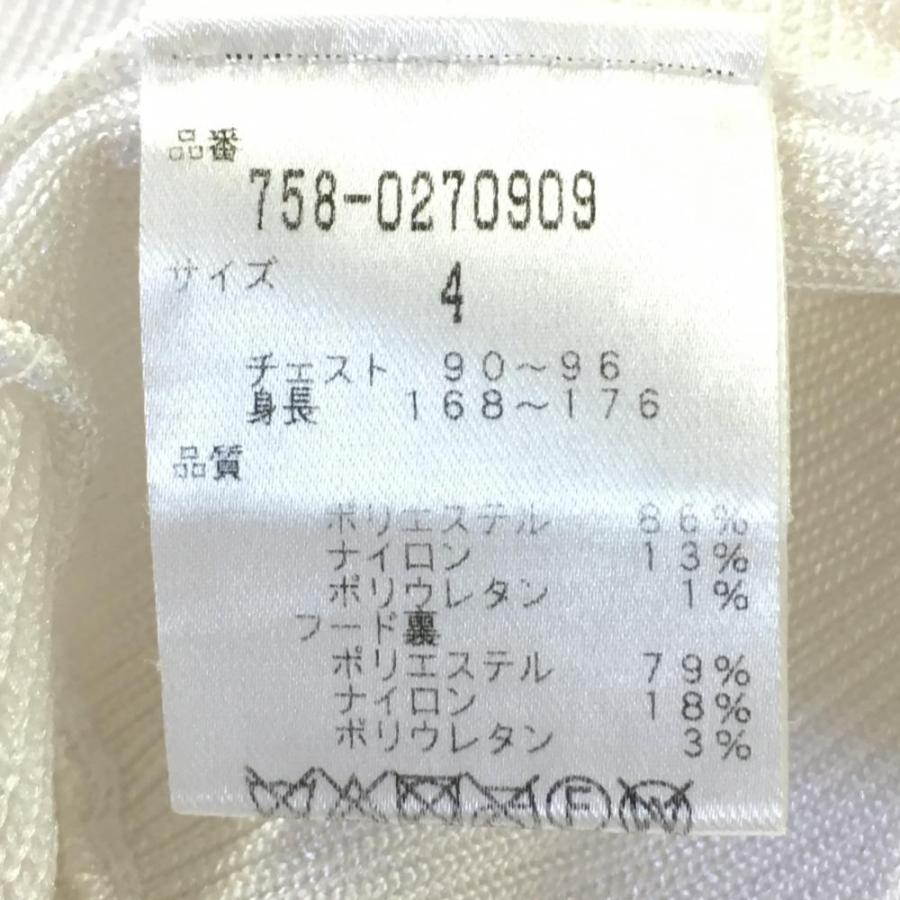 品番
758-0270909
サイズ
4
チェスト 90～96
身長 168～176
品質
ポリエステル 86%
ナイロン 13%
ポリウレタン 1%
フード裏
ポリエステル 79%
ナイロン 18%
ポリウレタン 3%
F W